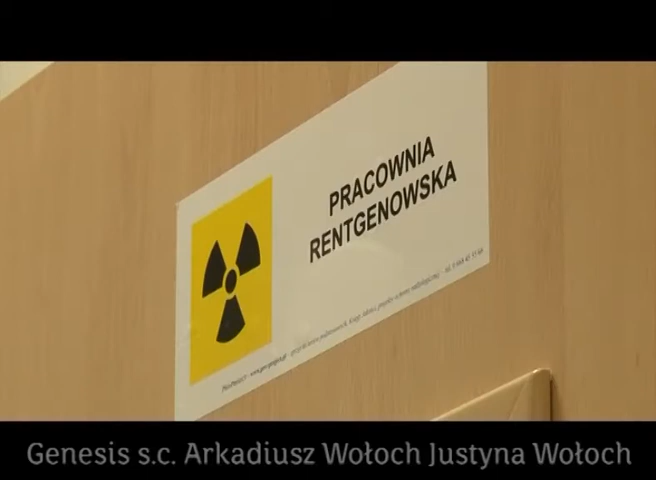 PRACOWNIA
RENTGENOWSKA
Genesis s.c. Arkadiusz Wołoch Justyna Wołoch